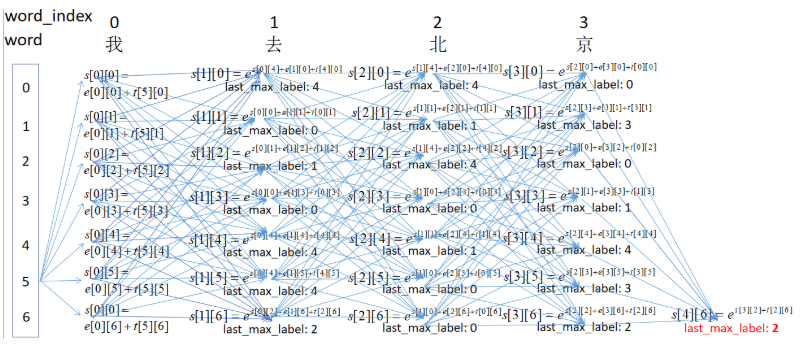 word_index 0 1 2 3
word 我 去 北 京
0
s[0][0]=
e[0][0]+t[5][0]
s[1][0]=e^s[0][4]+e[1][0]+t[4][0]
last_max_label: 4
s[2][0]=e^s[1][4]+e[2][0]+t[4][0]
last_max_label: 4
s[3][0]=e^s[2][0]+e[3][0]+t[0][0]
last_max_label: 0
1
s[0][1]=
e[0][1]+t[5][1]
s[1][1]=e^s[0][0]+e[1][1]+t[0][1]
last_max_label: 0
s[2][1]=e^s[1][1]+e[2][1]+t[1][1]
last_max_label: 1
s[3][1]=e^s[2][3]+e[3][1]+t[3][1]
last_max_label: 3
2
s[0][2]=
e[0][2]+t[5][2]
s[1][2]=e^s[0][1]+e[1][2]+t[1][2]
last_max_label: 1
s[2][2]=e^s[1][4]+e[2][2]+t[4][2]
last_max_label: 4
s[3][2]=e^s[2][0]+e[3][2]+t[0][2]
last_max_label: 0
3
s[0][3]=
e[0][3]+t[5][3]
s[1][3]=e^s[0][0]+e[1][3]+t[0][3]
last_max_label: 0
s[2][3]=e^s[1][0]+e[2][3]+t[0][3]
last_max_label: 0
s[3][3]=e^s[2][1]+e[3][3]+t[1][3]
last_max_label: 1
4
s[0][4]=
e[0][4]+t[5][4]
s[1][4]=e^s[0][4]+e[1][4]+t[4][4]
last_max_label: 4
s[2][4]=e^s[1][1]+e[2][4]+t[1][4]
last_max_label: 1
s[3][4]=e^s[2][4]+e[3][4]+t[4][4]
last_max_label: 4
5
s[0][5]=
e[0][5]+t[5][5]
s[1][5]=e^s[0][4]+e[1][5]+t[4][5]
last_max_label: 4
s[2][5]=e^s[1][0]+e[2][5]+t[0][5]
last_max_label: 0
s[3][5]=e^s[2][3]+e[3][5]+t[3][5]
last_max_label: 3
6
s[0][0]=
e[0][6]+t[5][6]
s[1][6]=e^s[0][2]+e[1][6]+t[2][6]
last_max_label: 2
s[2][6]=e^s[1][0]+e[2][6]+t[0][6]
last_max_label: 0
s[3][6]=e^s[2][2]+e[3][6]+t[2][6]
last_max_label: 2
s[4][6]=e^s[3][2]+t[2][6]
last_max_label: 2